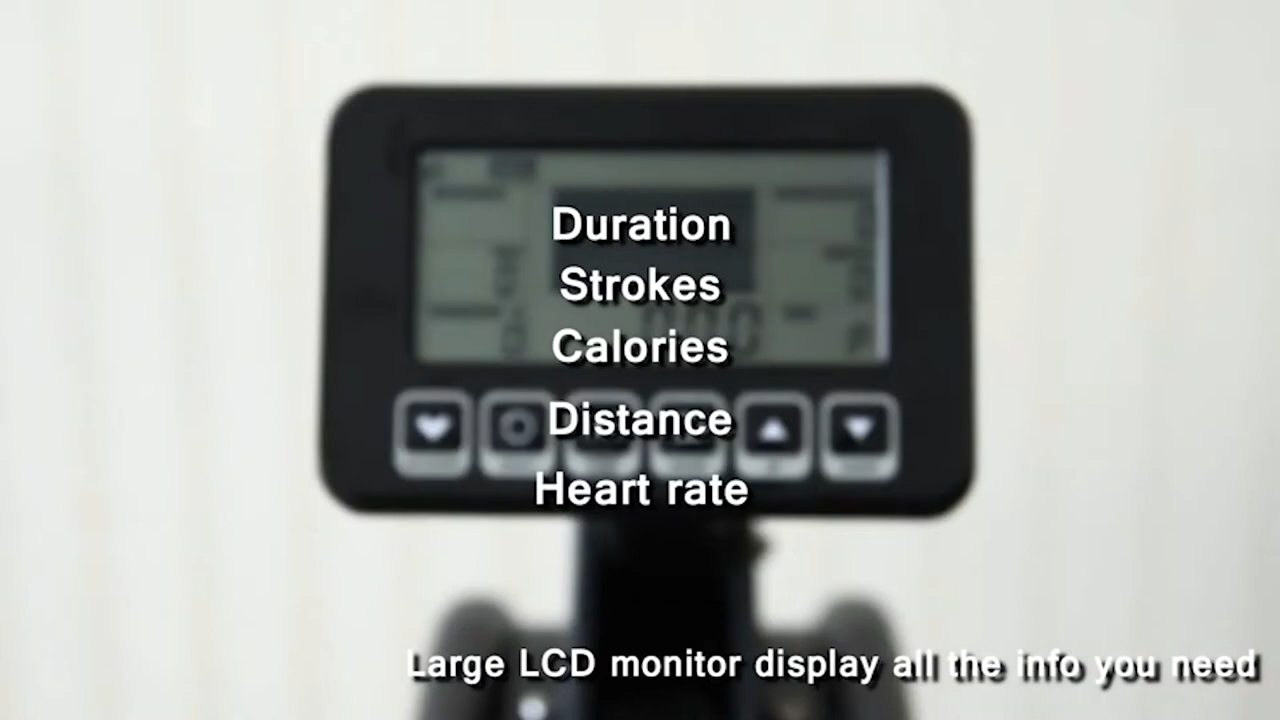 Duration
Strokes
Calories
Distance
Heart rate
Large LCD monitor display all the info you need